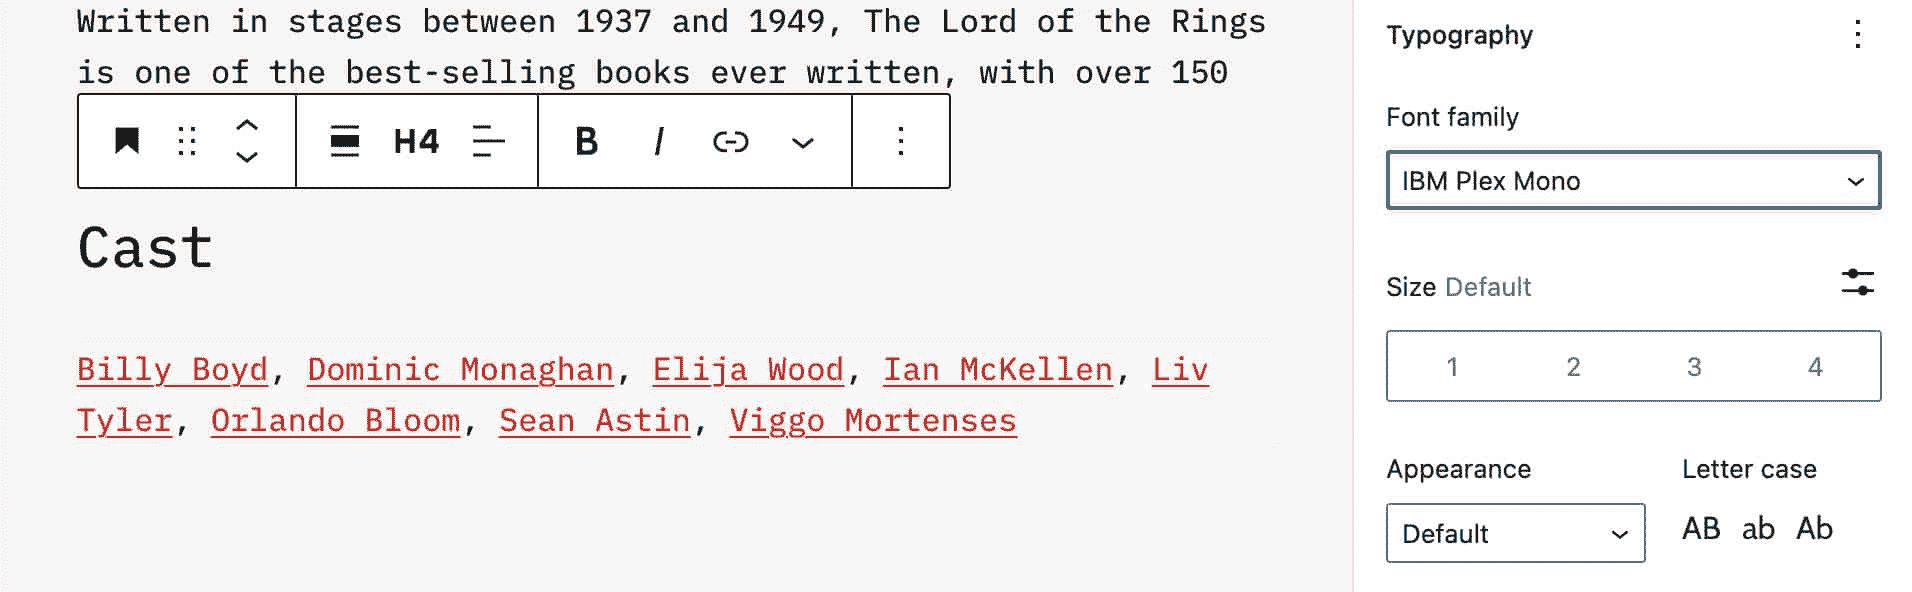 Written in stages between 1937 and 1949, The Lord of the Rings
is one of the best-selling books ever written, with over 150
H4 B I
Cast
Billy Boyd, Dominic Monaghan, Elija Wood, Ian McKellen, Liv
Tyler, Orlando Bloom, Sean Astin, Viggo Mortenses
Typography
Font family
IBM Plex Mono
Size Default
1 2 3 4
Appearance Letter case
Default AB ab Ab